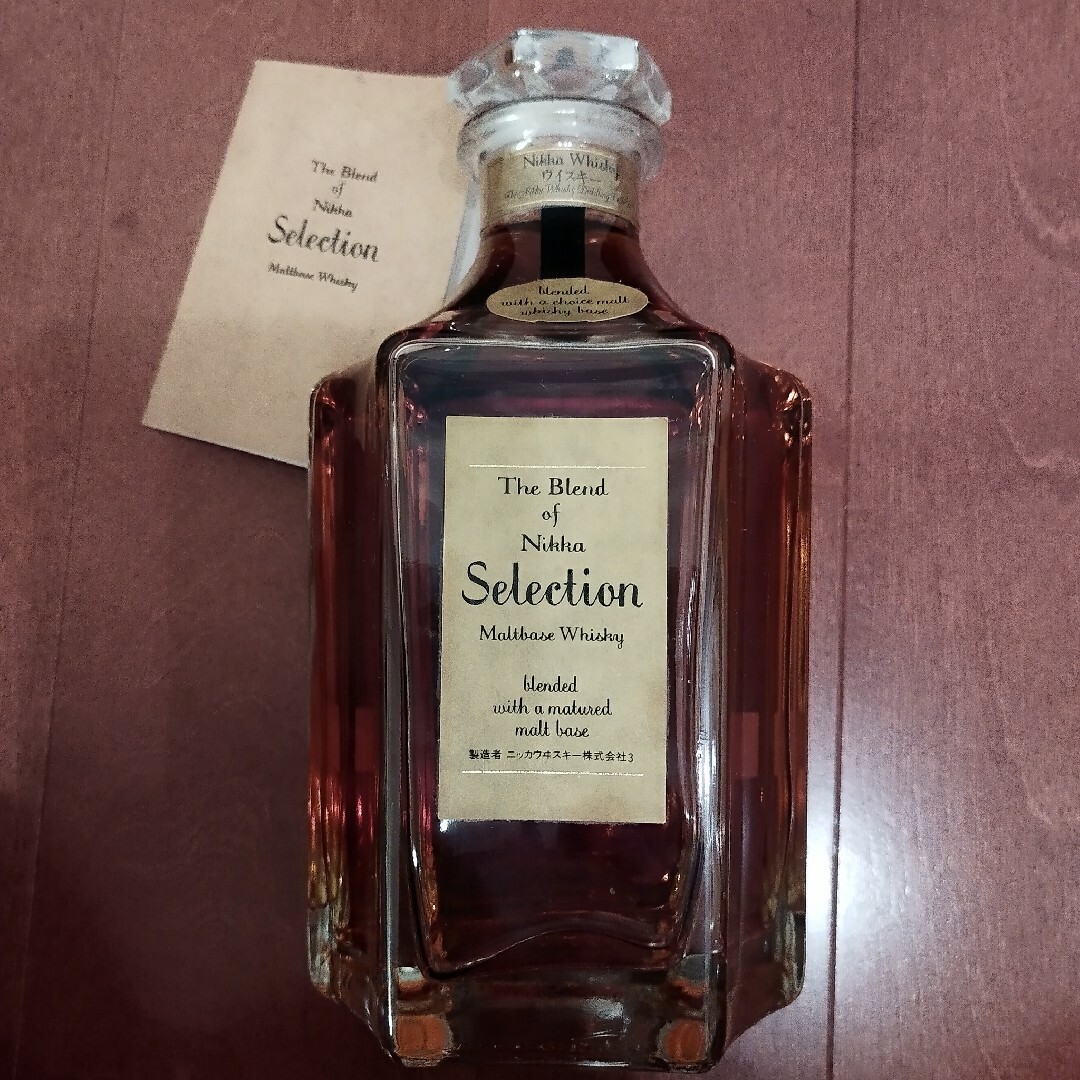 The Blend
of
Nikka
Selection
Maltbase Whisky
Nikka Whisky
ウイスキー
blended
with a choice malt
whisky base
The Blend
of
Nikka
Selection
Maltbase Whisky
blended
with a matured
malt base
製造者 ニッカウヰスキー株式会社3